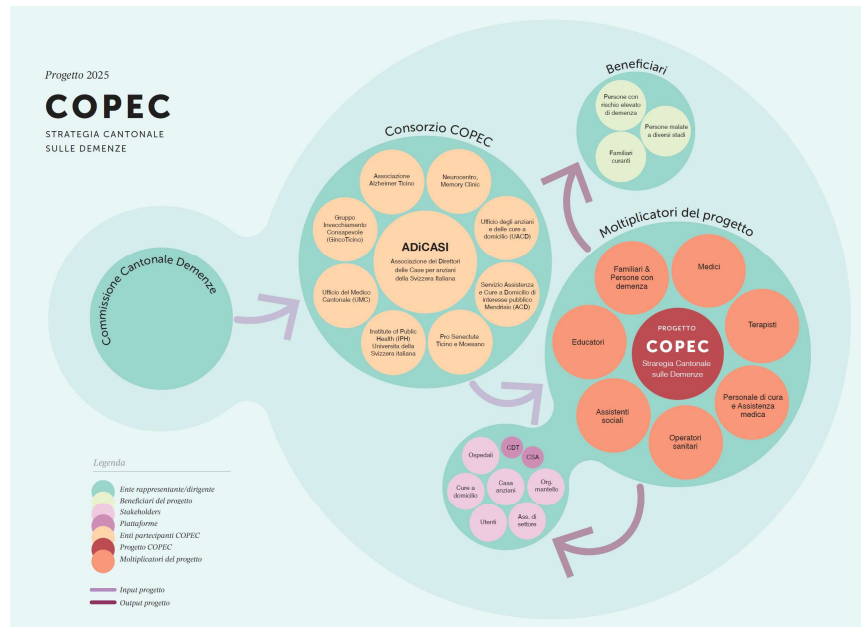 Progetto 2025
COPEC
STRATEGIA CANTONALE
SULLE DEMENZE
Commissione Cantonale Demenze
Consorzio COPEC
Associazione
Alzheimer Ticino
Neurocentro,
Memory Clinic
Gruppo
Invecchiamento
Consapevole
(GincoTicino)
Ufficio degli anziani
e delle cure a
domicilio (UACD)
ADiCASI
Associazione dei Direttori
delle Case per anziani
della Svizzera Italiana
Ufficio del Medico
Cantonale (UMC)
Servizio Assistenza
e Cure a Domicilio di
interesse pubblico
Mendrisio (ACD)
Institute of Public
Health (IPH)
Universita della
Svizzera italiana
Pro Senectute
Ticino e Moesano
Beneficiari
Persone con
rischio elevato
di demenza
Persone malate
a diversi stadi
Familiari
curanti
Moltiplicatori del progetto
Familiari &
Persone con
demenza
Medici
Educatori
Terapisti
PROGETTO
COPEC
Straregia Cantonale
sulle Demenze
Assistenti
sociali
Personale di cura
e Assistenza
medica
Operatori
sanitari
Ospedali
CDT
CSA
Cure a
domicilio
Casa
anziani
Org.
mantello
Utenti
Ass. di
settore
Legenda
Ente rappresentante/dirigente
Beneficiari del progetto
Stakeholders
Piattaforme
Enti partecipanti COPEC
Progetto COPEC
Moltiplicatori del progetto
Input progetto
Output progetto